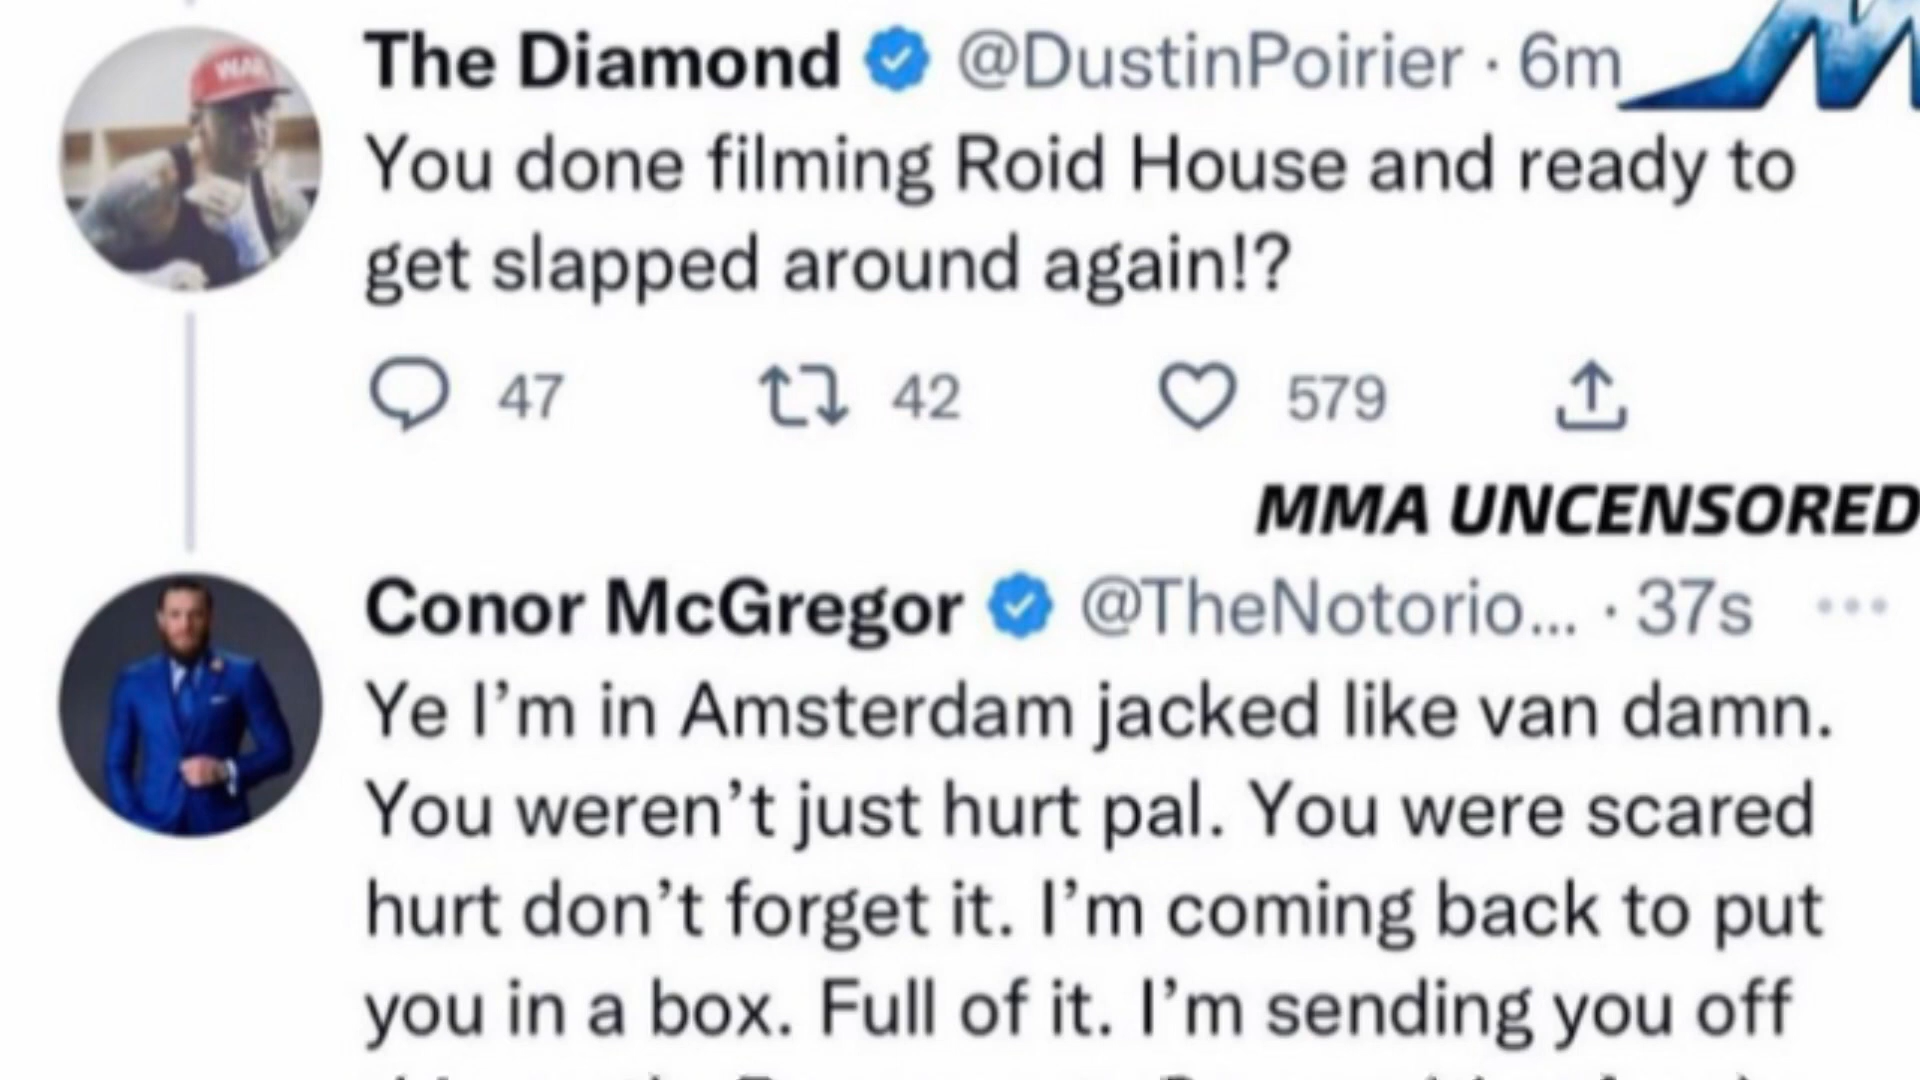 The Diamond @DustinPoirier · 6m
You done filming Roid House and ready to
get slapped around again!?
47 42 579
MMA UNCENSORED
Conor McGregor @TheNotorio... · 37s ...
Ye I'm in Amsterdam jacked like van damn.
You weren't just hurt pal. You were scared
hurt don't forget it. I'm coming back to put
you in a box. Full of it. I'm sending you off